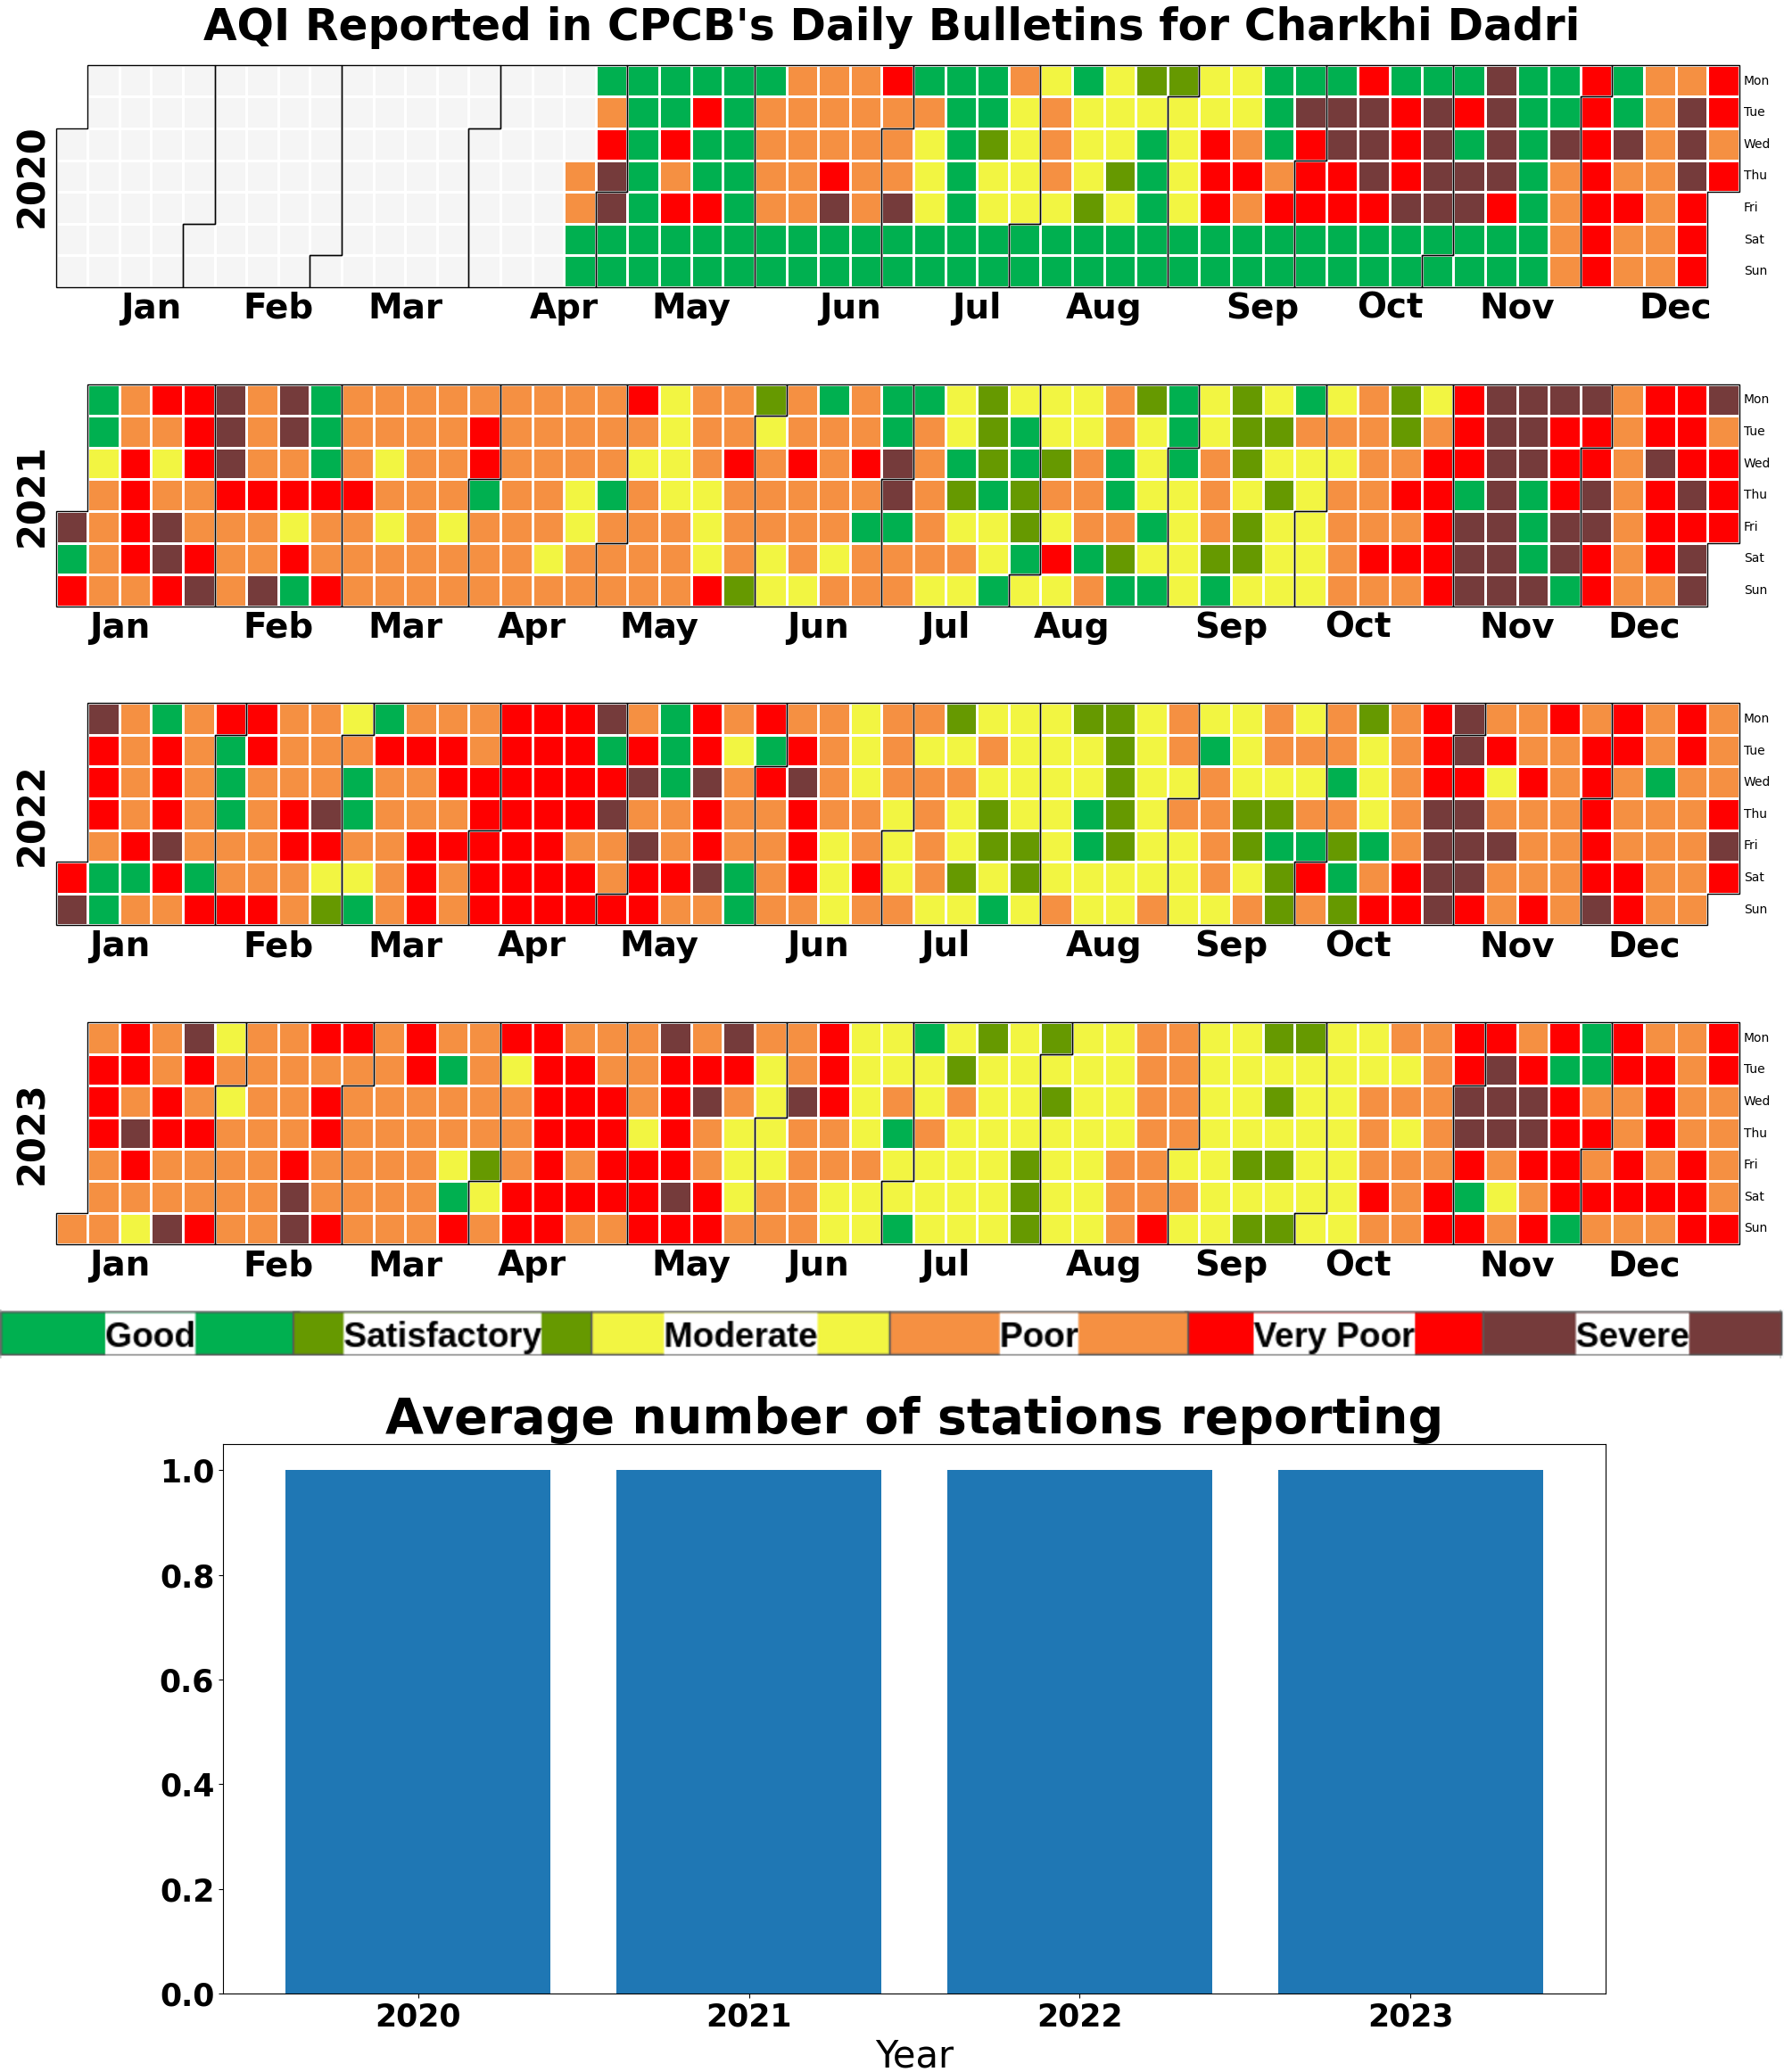 AQI Reported in CPCB's Daily Bulletins for Charkhi Dadri
2020
Mon
Tue
Wed
Thu
Fri
Sat
Sun
Jan Feb Mar Apr May Jun Jul Aug Sep Oct Nov Dec
2021
Mon
Tue
Wed
Thu
Fri
Sat
Sun
Jan Feb Mar Apr May Jun Jul Aug Sep Oct Nov Dec
2022
Mon
Tue
Wed
Thu
Fri
Sat
Sun
Jan Feb Mar Apr May Jun Jul Aug Sep Oct Nov Dec
2023
Mon
Tue
Wed
Thu
Fri
Sat
Sun
Jan Feb Mar Apr May Jun Jul Aug Sep Oct Nov Dec
Good Satisfactory Moderate Poor Very Poor Severe
Average number of stations reporting
1.0
0.8
0.6
0.4
0.2
0.0
2020 2021 2022 2023
Year